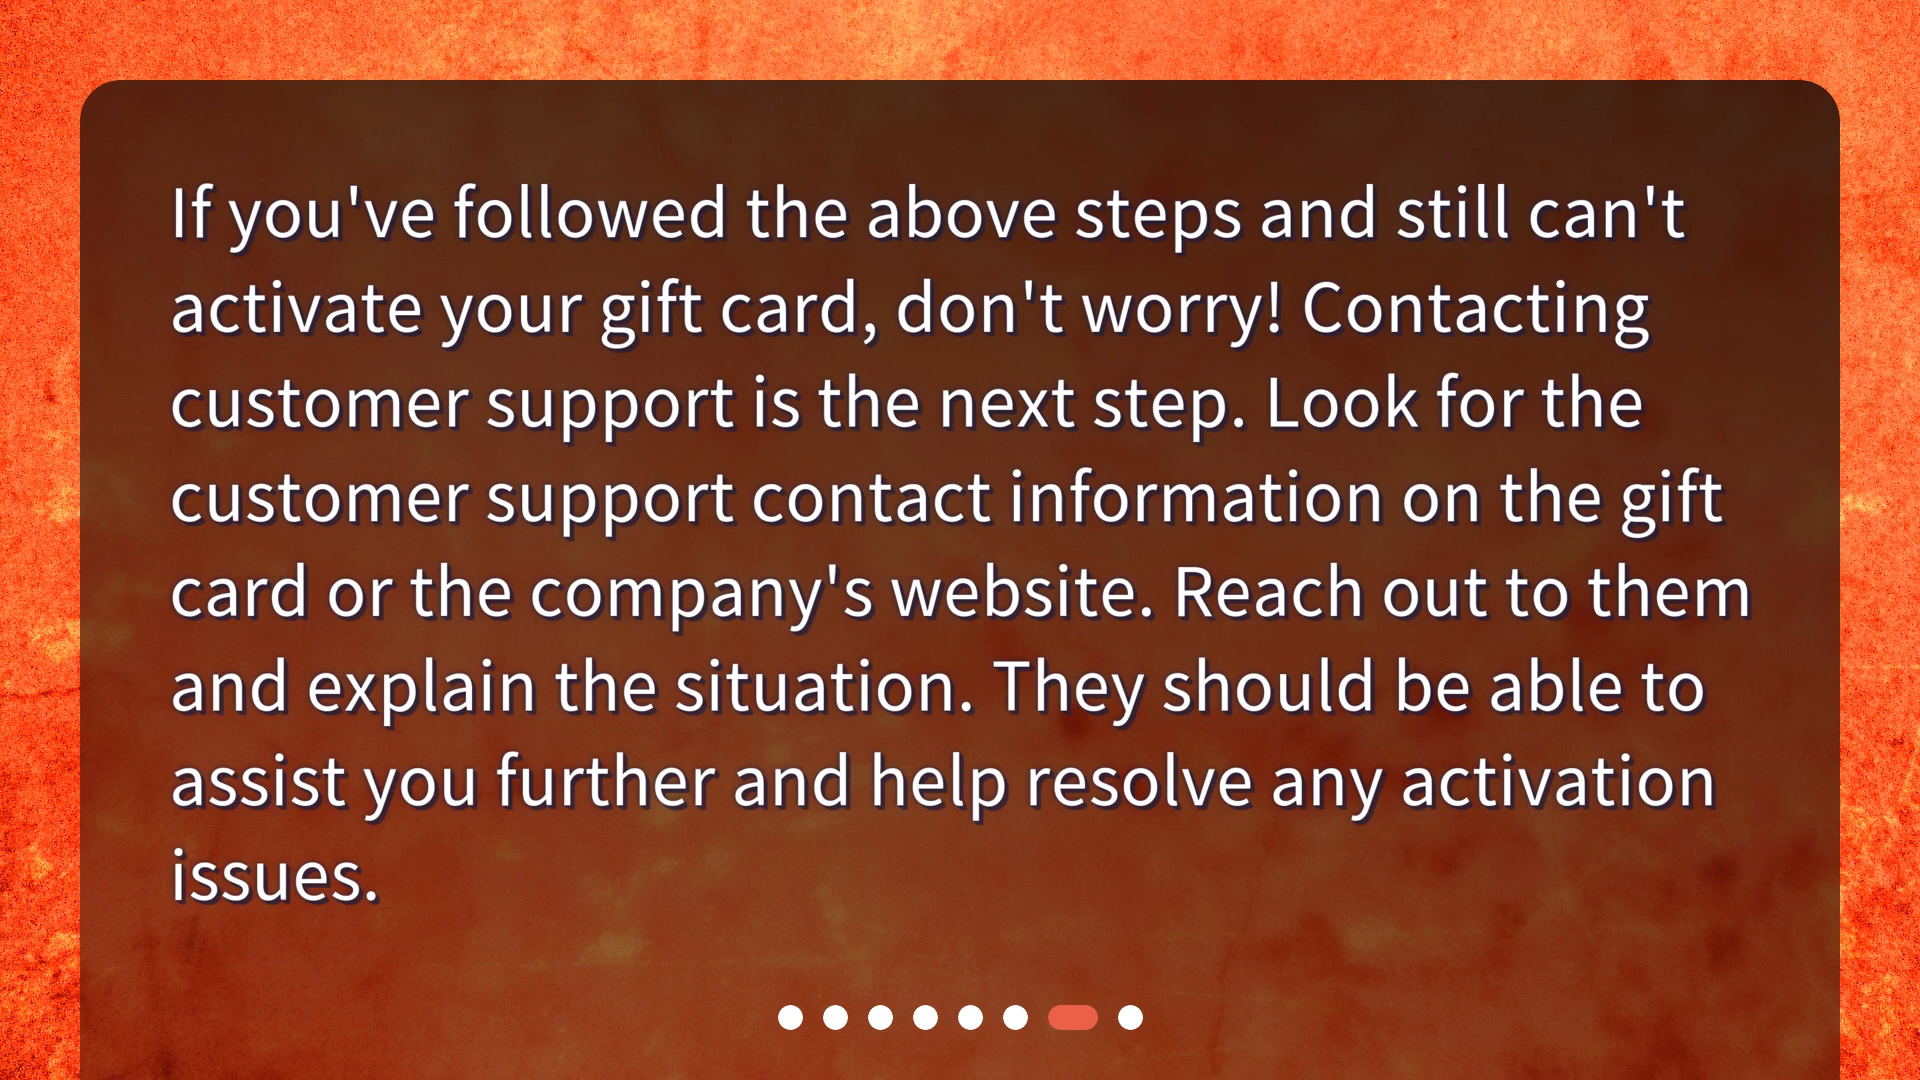 If you've followed the above steps and still can't
activate your gift card, don't worry! Contacting
customer support is the next step. Look for the
customer support contact information on the gift
card or the company's website. Reach out to them
and explain the situation. They should be able to
assist you further and help resolve any activation
issues.